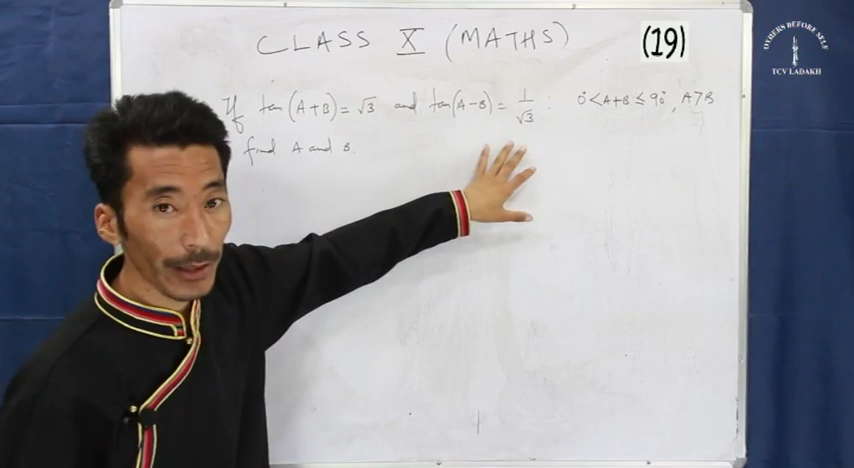 CLASS X (MATHS)
(19)
OTHERS BEFORE SELF
TCV LADAKH
If tan(A+B) = √3 and tan(A-B) = 1/√3 : 0° < A+B ≤ 90°, A>B
find A and B.